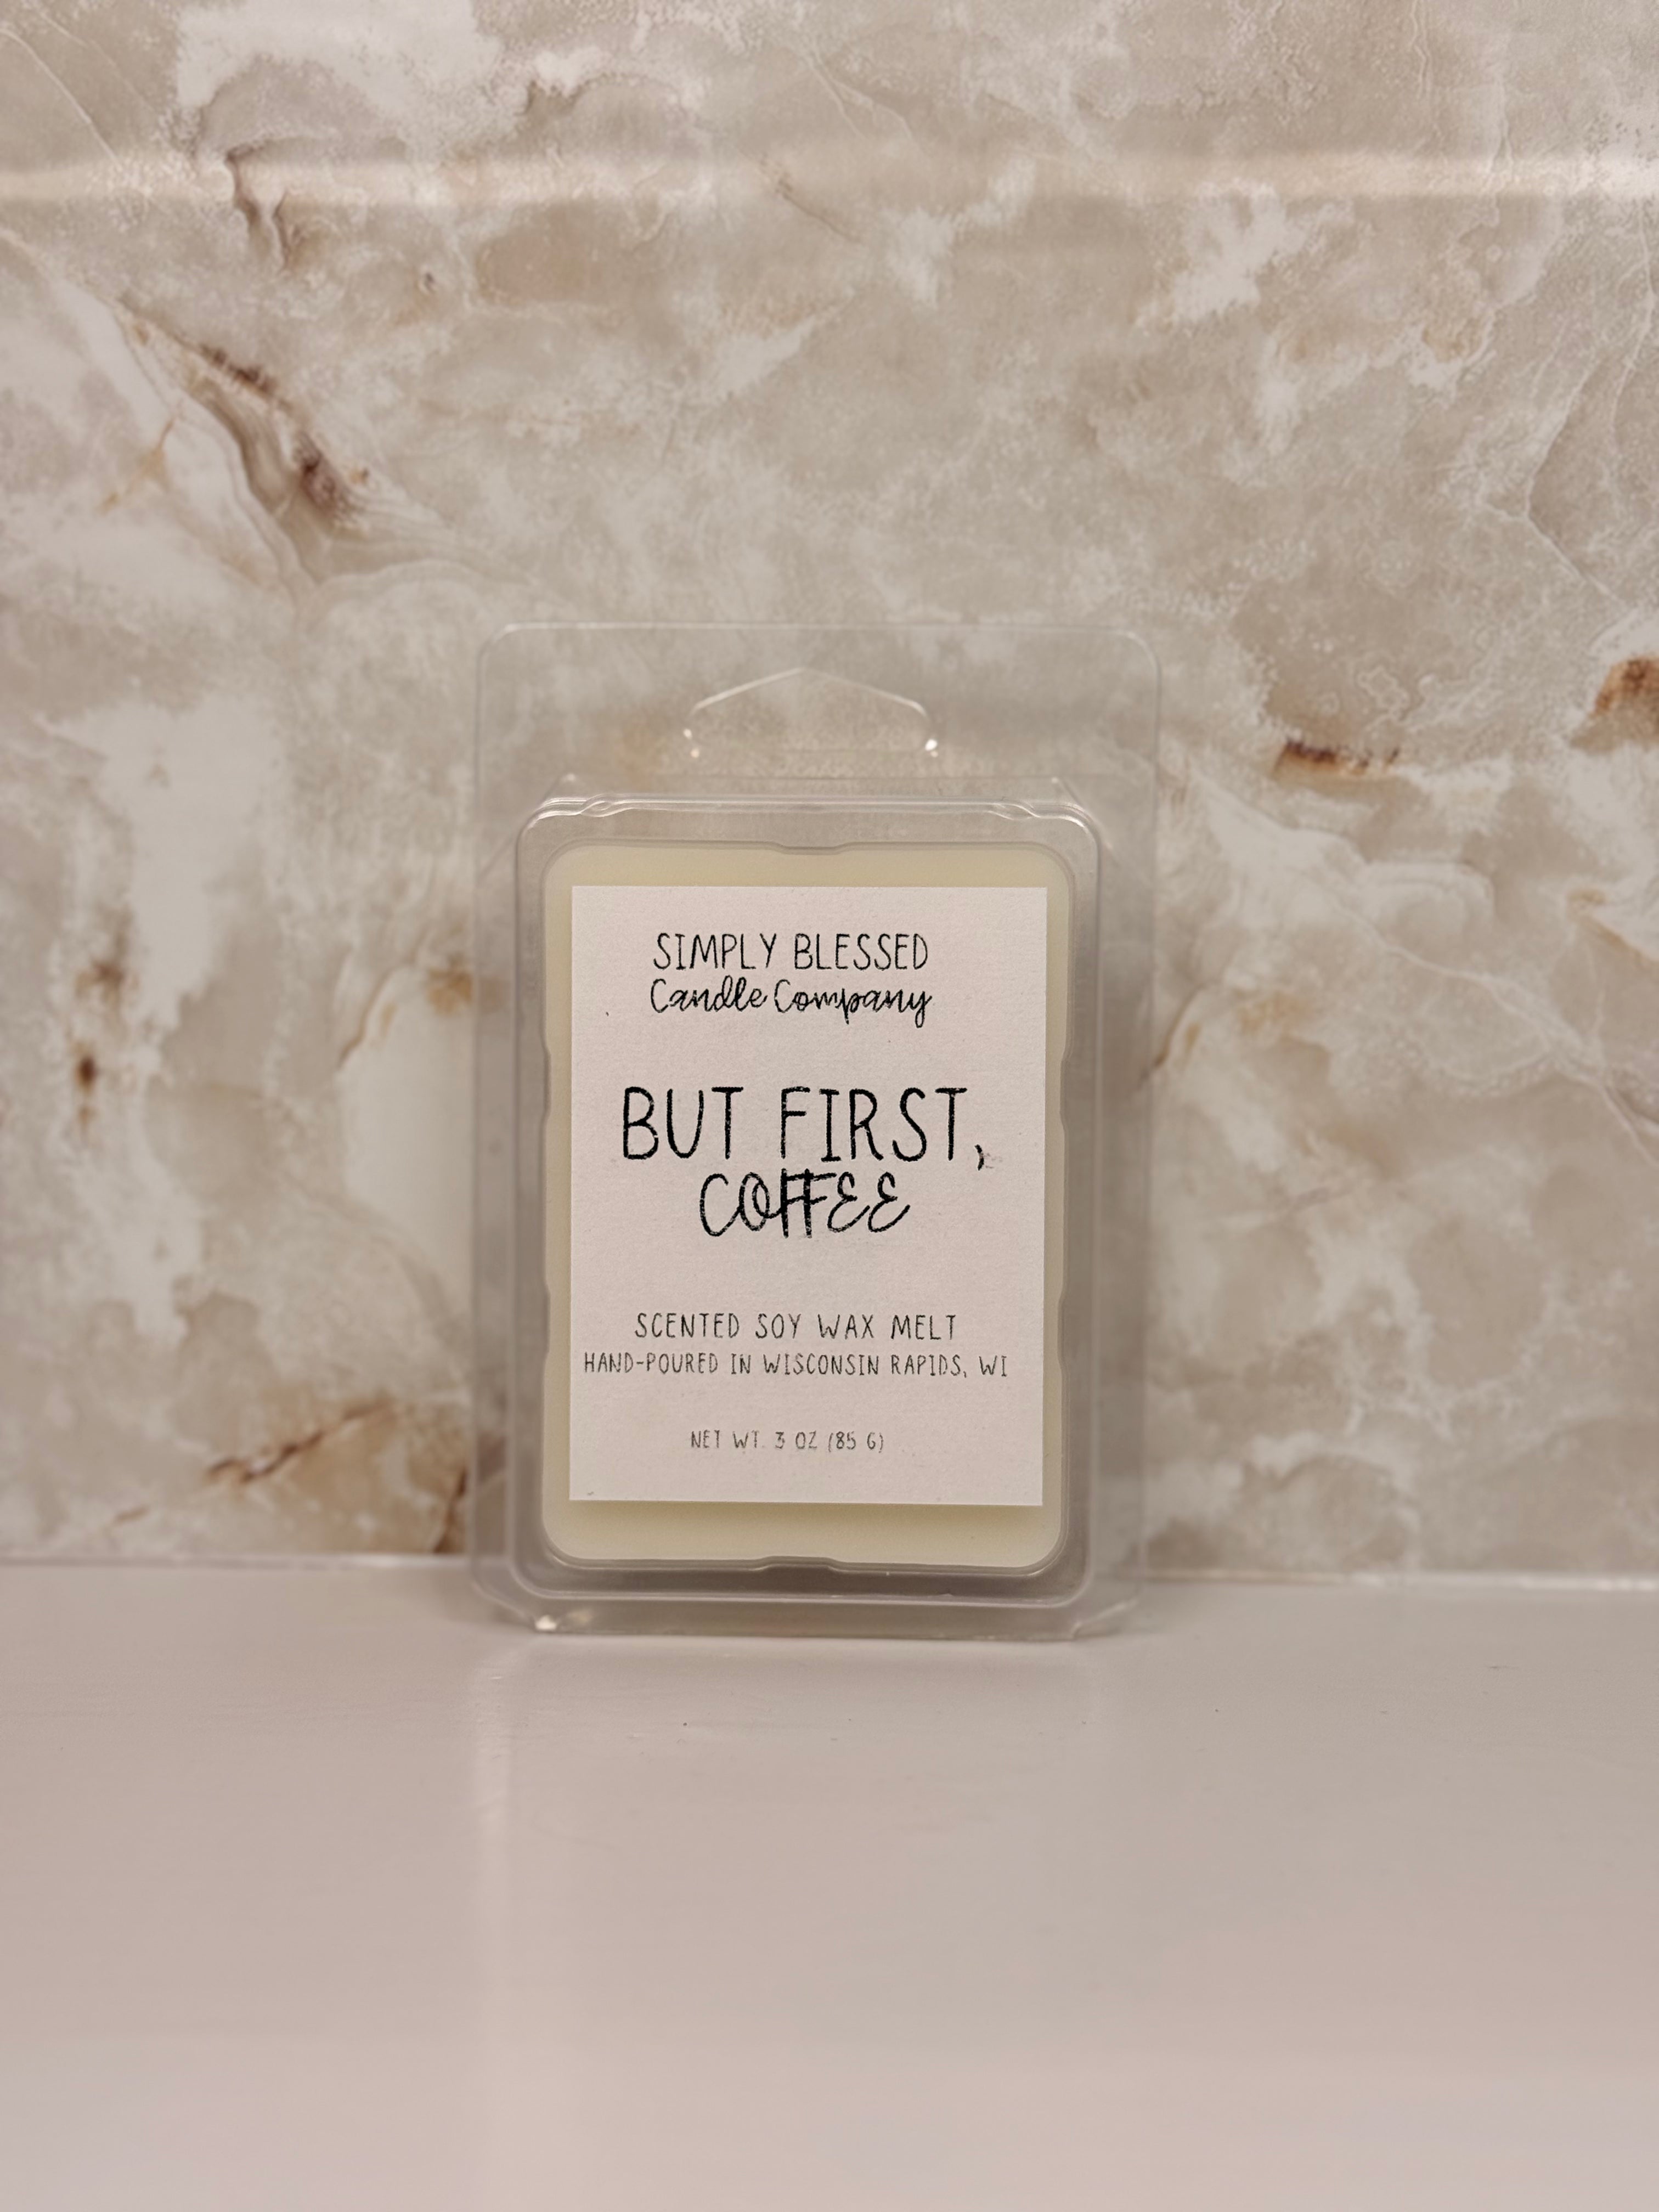 SIMPLY BLESSED
Candle Company
BUT FIRST,
COFFEE
SCENTED SOY WAX MELT
HAND-POURED IN WISCONSIN RAPIDS, WI
NET WT. 3 OZ (85 G)